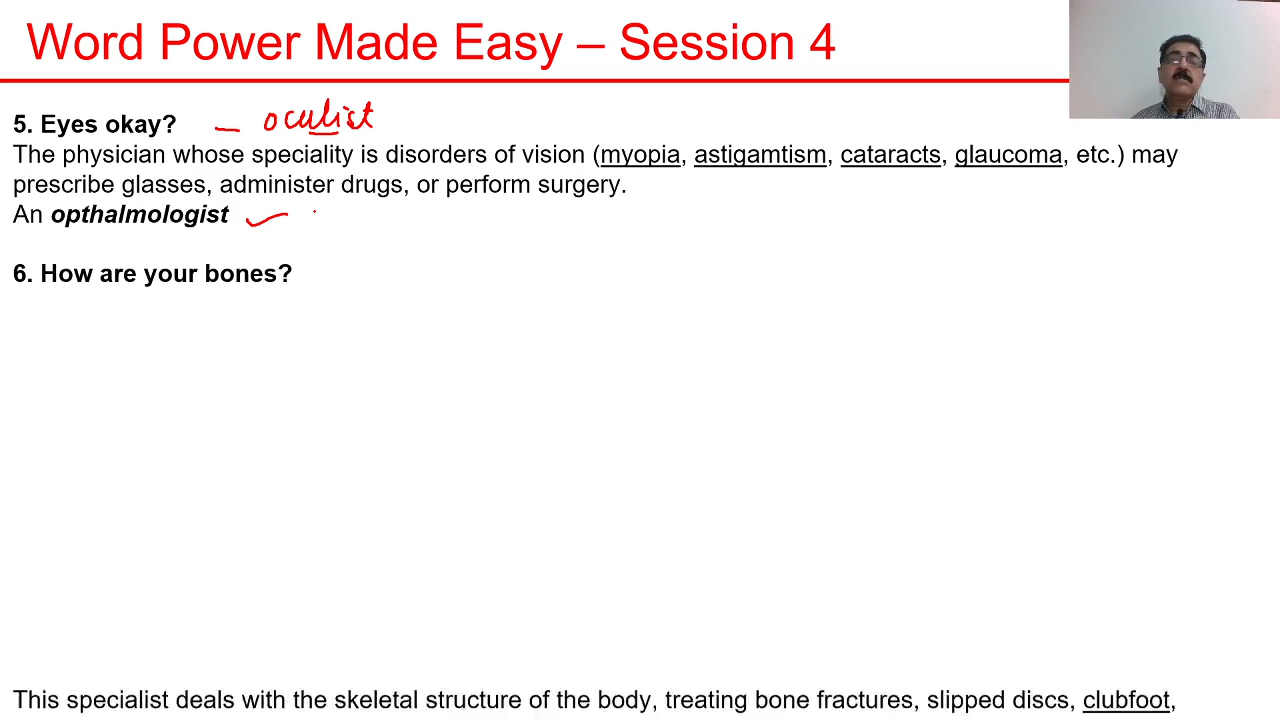 Word Power Made Easy – Session 4
5. Eyes okay? — oculist
The physician whose speciality is disorders of vision (myopia, astigamtism, cataracts, glaucoma, etc.) may
prescribe glasses, administer drugs, or perform surgery.
An opthalmologist ✓
6. How are your bones?
This specialist deals with the skeletal structure of the body, treating bone fractures, slipped discs, clubfoot,